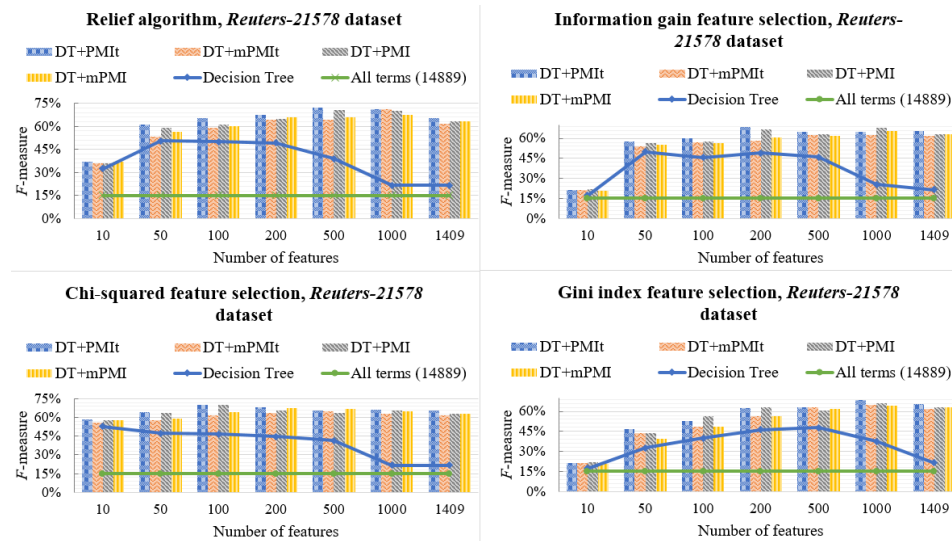 Relief algorithm, Reuters-21578 dataset
DT+PMIt
DT+mPMIt
DT+PMI
DT+mPMI
Decision Tree
All terms (14889)
75%
60%
45%
30%
15%
0%
F-measure
10 50 100 200 500 1000 1409
Number of features
Information gain feature selection, Reuters-
21578 dataset
DT+PMIt
DT+mPMIt
DT+PMI
DT+mPMI
Decision Tree
All terms (14889)
60%
45%
30%
15%
0%
F-measure
10 50 100 200 500 1000 1409
Number of features
Chi-squared feature selection, Reuters-21578
dataset
DT+PMIt
DT+mPMIt
DT+PMI
DT+mPMI
Decision Tree
All terms (14889)
75%
60%
45%
30%
15%
0%
F-measure
10 50 100 200 500 1000 1409
Number of features
Gini index feature selection, Reuters-21578
dataset
DT+PMIt
DT+mPMIt
DT+PMI
DT+mPMI
Decision Tree
All terms (14889)
60%
45%
30%
15%
0%
F-measure
10 50 100 200 500 1000 1409
Number of features